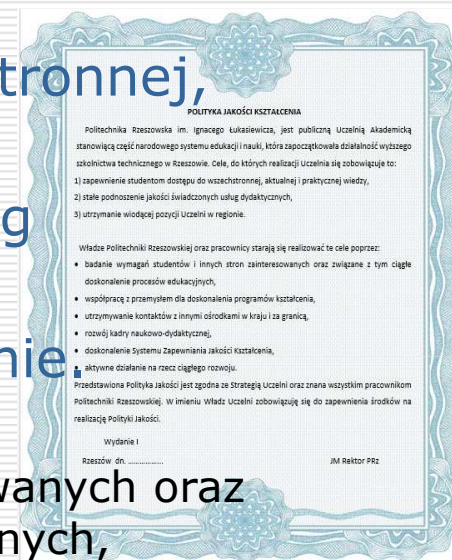 tronnej,
g
nie.
wanych oraz
nych,
POLITYKA JAKOŚCI KSZTAŁCENIA
Politechnika Rzeszowska im. Ignacego Łukasiewicza, jest publiczną Uczelnią Akademicką
stanowiącą część narodowego systemu edukacji i nauki, która zapoczątkowała działalność wyższego
szkolnictwa technicznego w Rzeszowie. Cele, do których realizacji Uczelnia się zobowiązuje to:
1) zapewnienie studentom dostępu do wszechstronnej, aktualnej i praktycznej wiedzy,
2) stałe podnoszenie jakości świadczonych usług dydaktycznych,
3) utrzymanie wiodącej pozycji Uczelni w regionie.
Władze Politechniki Rzeszowskiej oraz pracownicy starają się realizować te cele poprzez:
• badanie wymagań studentów i innych stron zainteresowanych oraz związane z tym ciągłe
doskonalenie procesów edukacyjnych,
• współpracę z przemysłem dla doskonalenia programów kształcenia,
• utrzymywanie kontaktów z innymi ośrodkami w kraju i za granicą,
• rozwój kadry naukowo-dydaktycznej,
• doskonalenie Systemu Zapewniania Jakości Kształcenia,
• aktywne działanie na rzecz ciągłego rozwoju.
Przedstawiona Polityka Jakości jest zgodna ze Strategią Uczelni oraz znana wszystkim pracownikom
Politechniki Rzeszowskiej. W imieniu Władz Uczelni zobowiązuję się do zapewnienia środków na
realizację Polityki Jakości.
Wydanie I
Rzeszów dn. ..................
JM Rektor PRz